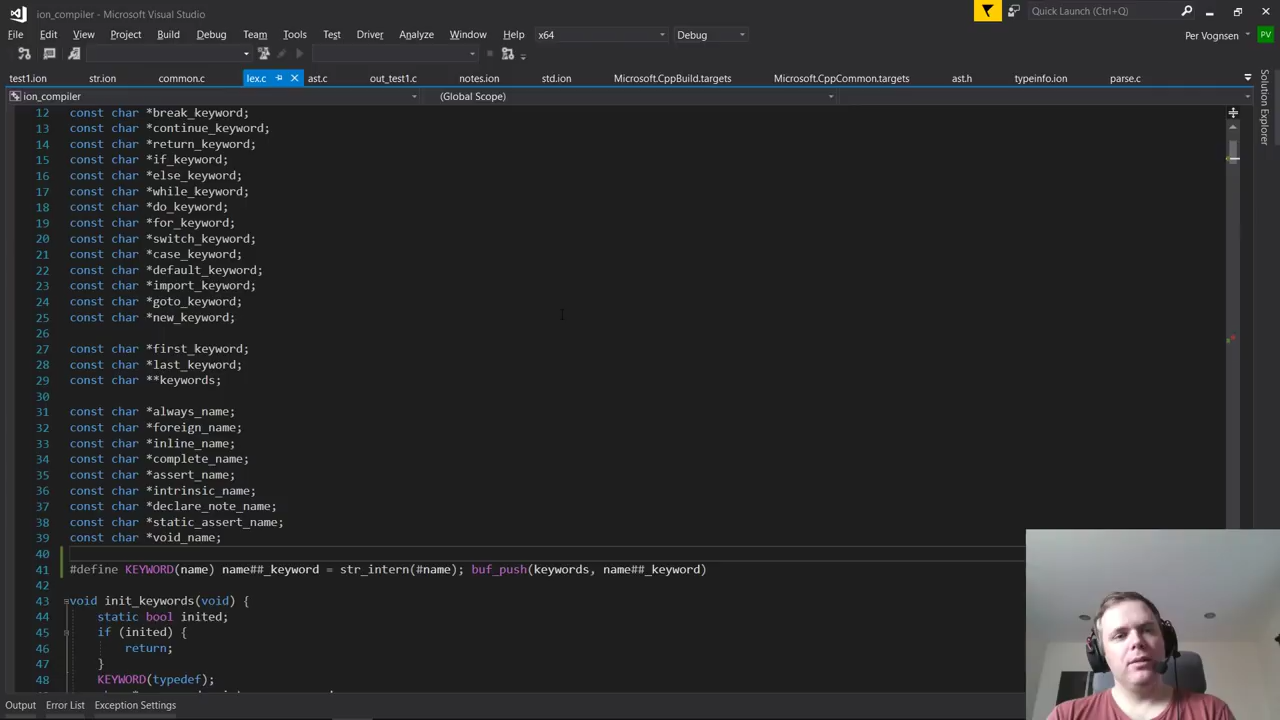 ion_compiler - Microsoft Visual Studio
Quick Launch (Ctrl+Q)
File Edit View Project Build Debug Team Tools Test Driver Analyze Window Help x64 Debug
Per Vognsen PV
test1.ion str.ion common.c lex.c ast.c out_test1.c notes.ion std.ion Microsoft.CppBuild.targets Microsoft.CppCommon.targets ast.h typeinfo.ion parse.c
ion_compiler (Global Scope)
Solution Explorer
12 const char *break_keyword;
13 const char *continue_keyword;
14 const char *return_keyword;
15 const char *if_keyword;
16 const char *else_keyword;
17 const char *while_keyword;
18 const char *do_keyword;
19 const char *for_keyword;
20 const char *switch_keyword;
21 const char *case_keyword;
22 const char *default_keyword;
23 const char *import_keyword;
24 const char *goto_keyword;
25 const char *new_keyword;
26
27 const char *first_keyword;
28 const char *last_keyword;
29 const char **keywords;
30
31 const char *always_name;
32 const char *foreign_name;
33 const char *inline_name;
34 const char *complete_name;
35 const char *assert_name;
36 const char *intrinsic_name;
37 const char *declare_note_name;
38 const char *static_assert_name;
39 const char *void_name;
40
41 #define KEYWORD(name) name##_keyword = str_intern(#name); buf_push(keywords, name##_keyword)
42
43 void init_keywords(void) {
44 static bool inited;
45 if (inited) {
46 return;
47 }
48 KEYWORD(typedef);
Output Error List Exception Settings